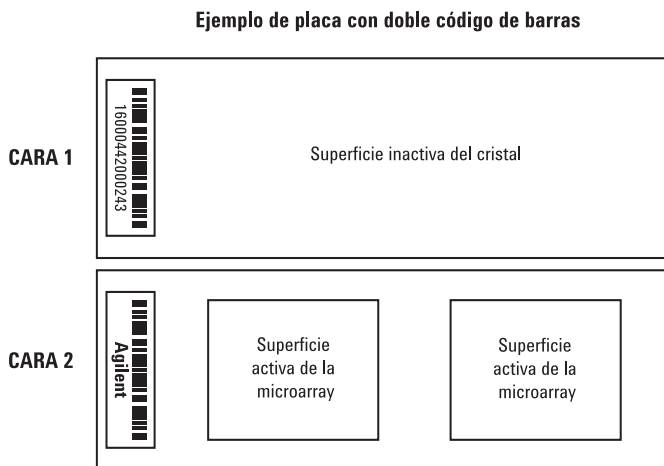 Ejemplo de placa con doble código de barras
CARA 1
16000442000243
Superficie inactiva del cristal
CARA 2
Agilent
Superficie
activa de la
microarray
Superficie
activa de la
microarray